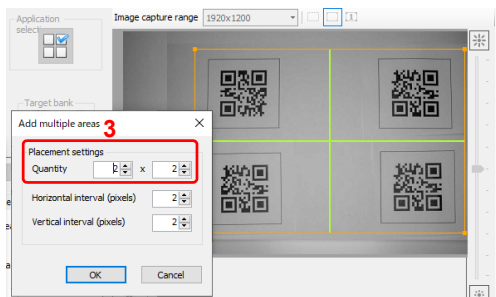 Application
select
Image capture range 1920x1200
[1]
Target bank
Add multiple areas 3
Placement settings
Quantity 2 x 2
Horizontal interval (pixels) 2
Vertical interval (pixels) 2
OK Cancel